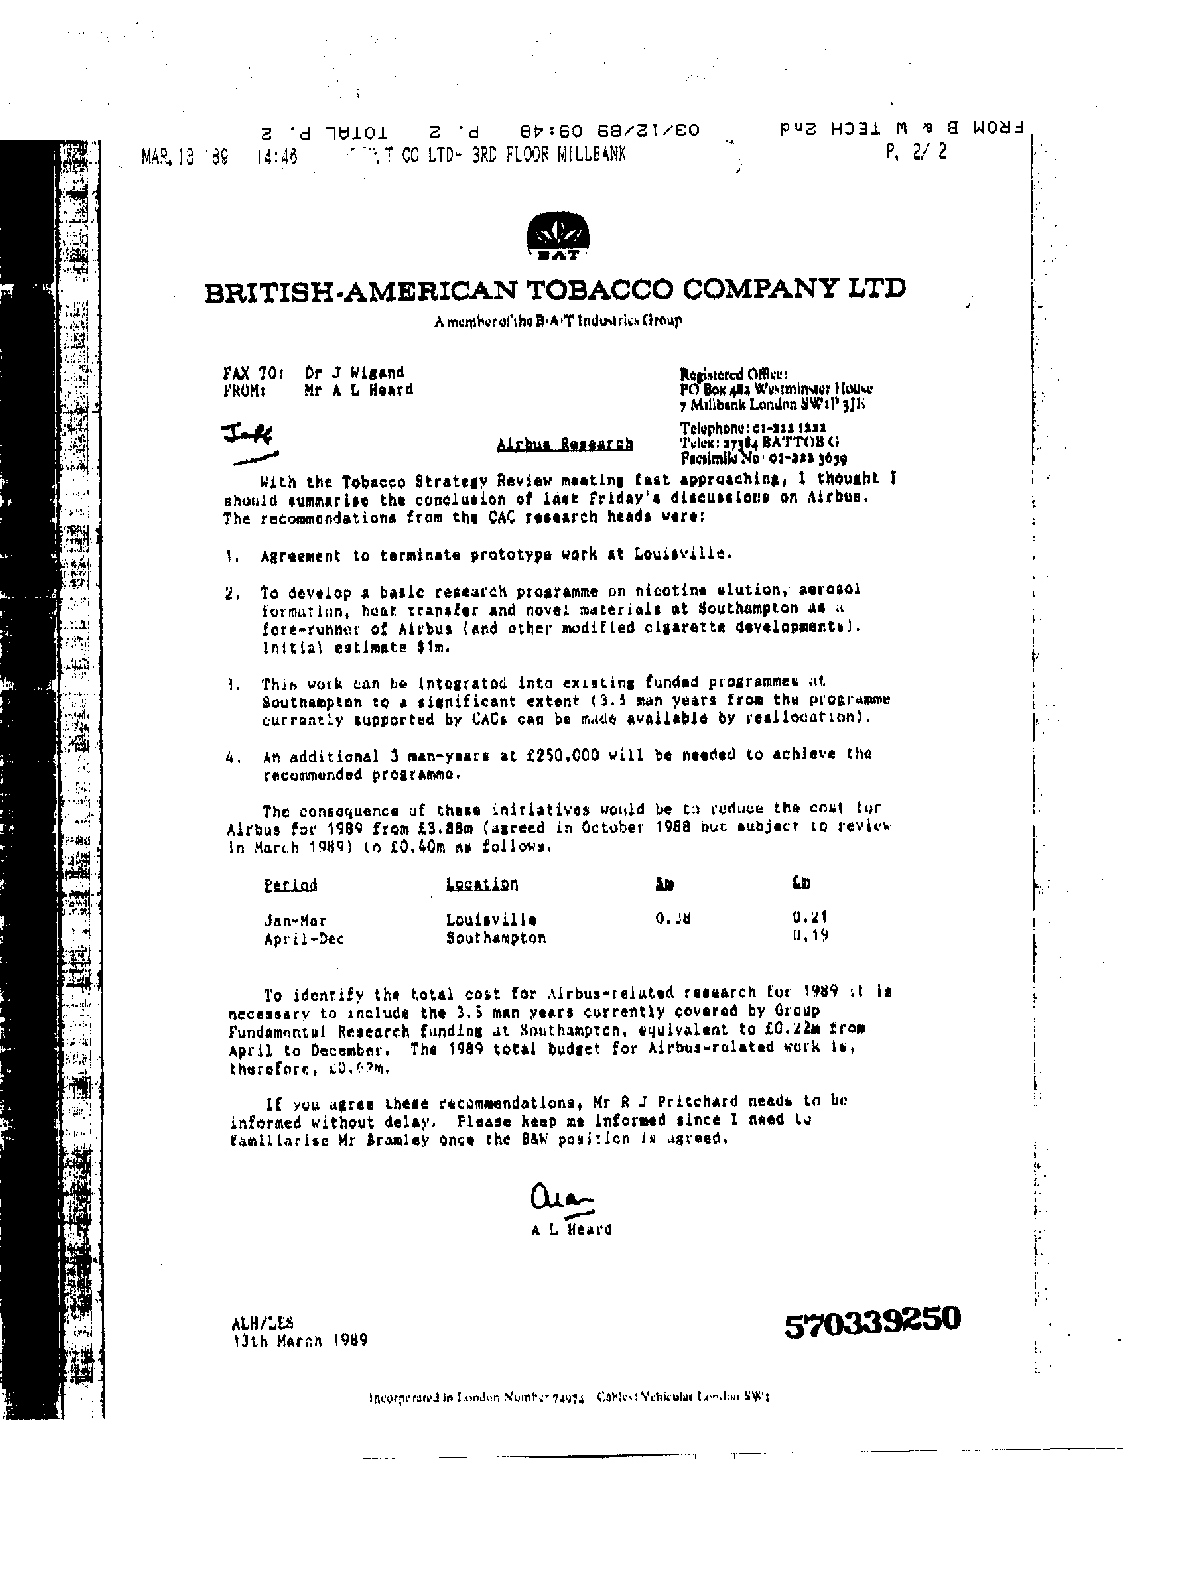 FROM B & W TECH 2nd 03/12/89 09:48 P. 2 TOTAL P. 2
MAR. 13 '89 14:46 T CO LTD- 3RD FLOOR MILLBANK P. 2/ 2
BAT
BRITISH-AMERICAN TOBACCO COMPANY LTD
A member of the B·A·T Industries Group
FAX TO: Dr J Wigand
FROM: Mr A L Heard
Registered Office:
PO Box 482 Westminster House
7 Millbank London SW1P 3JE
Jeff
Telephone: 01-222 1222
Telex: 27384 BATTOB G
Facsimile No: 01-222 3639
Airbus Research
With the Tobacco Strategy Review meeting fast approaching, I thought I
should summarise the conclusion of last Friday's discussions on Airbus.
The recommendations from the CAC research heads were:
1. Agreement to terminate prototype work at Louisville.
2. To develop a basic research programme on nicotine elution, aerosol
formation, heat transfer and novel materials at Southampton as a
fore-runner of Airbus (and other modified cigarette developments).
Initial estimate $1m.
3. This work can be integrated into existing funded programmes at
Southampton to a significant extent (3.5 man years from the programme
currently supported by CACs can be made available by reallocation).
4. An additional 3 man-years at £250,000 will be needed to achieve the
recommended programme.
The consequence of these initiatives would be to reduce the cost for
Airbus for 1989 from £3.88m (agreed in October 1988 but subject to review
in March 1989) to £0.40m as follows.
Period Location $m £m
Jan-Mar Louisville 0.38 0.21
April-Dec Southampton 0.19
To identify the total cost for Airbus-related research for 1989 it is
necessary to include the 3.5 man years currently covered by Group
Fundamental Research funding at Southampton, equivalent to £0.22m from
April to December. The 1989 total budget for Airbus-related work is,
therefore,
If you agree these recommendations, Mr R J Pritchard needs to be
informed without delay. Please keep me informed since I need to
familiarise Mr Bramley once the B&W position is agreed.
Alan
A L Heard
ALH/LES
13th March 1989
570339250
Incorporated in London Number 74974 Cables: Vehicular London SW1